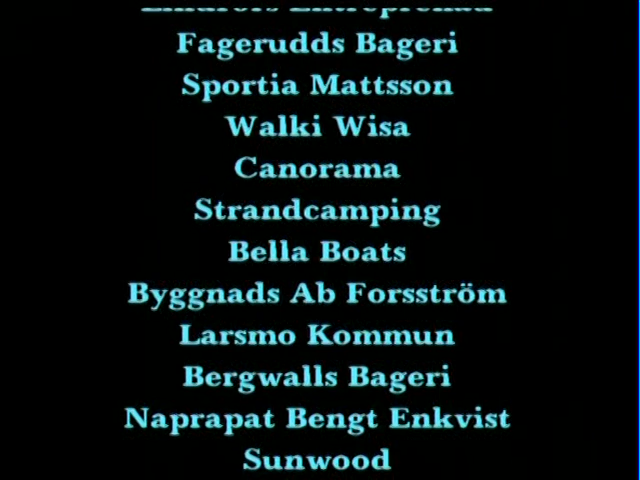 Fagerudds Bageri
Sportia Mattsson
Walki Wisa
Canorama
Strandcamping
Bella Boats
Byggnads Ab Forsström
Larsmo Kommun
Bergwalls Bageri
Naprapat Bengt Enkvist
Sunwood